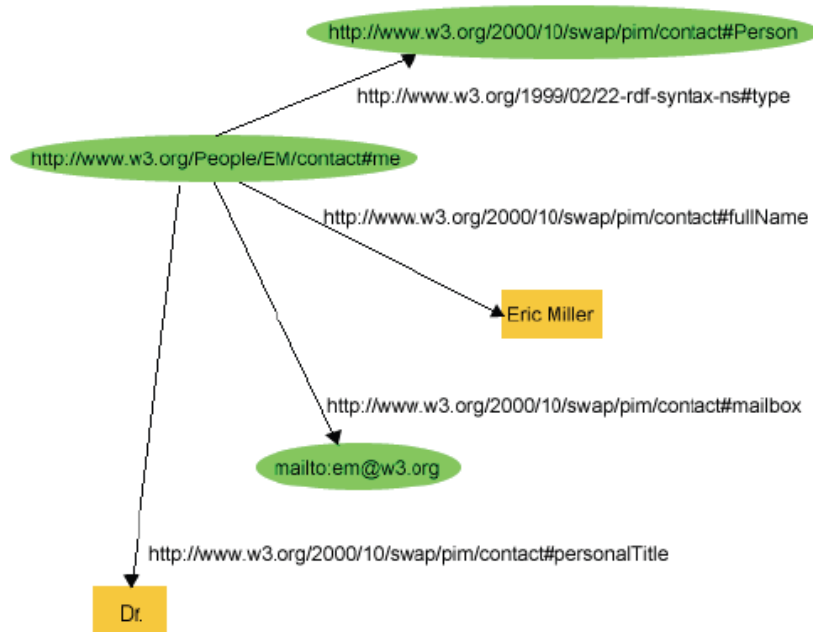 http://www.w3.org/2000/10/swap/pim/contact#Person
http://www.w3.org/1999/02/22-rdf-syntax-ns#type
http://www.w3.org/People/EM/contact#me
http://www.w3.org/2000/10/swap/pim/contact#fullName
Eric Miller
http://www.w3.org/2000/10/swap/pim/contact#mailbox
mailto:em@w3.org
http://www.w3.org/2000/10/swap/pim/contact#personalTitle
Dr.